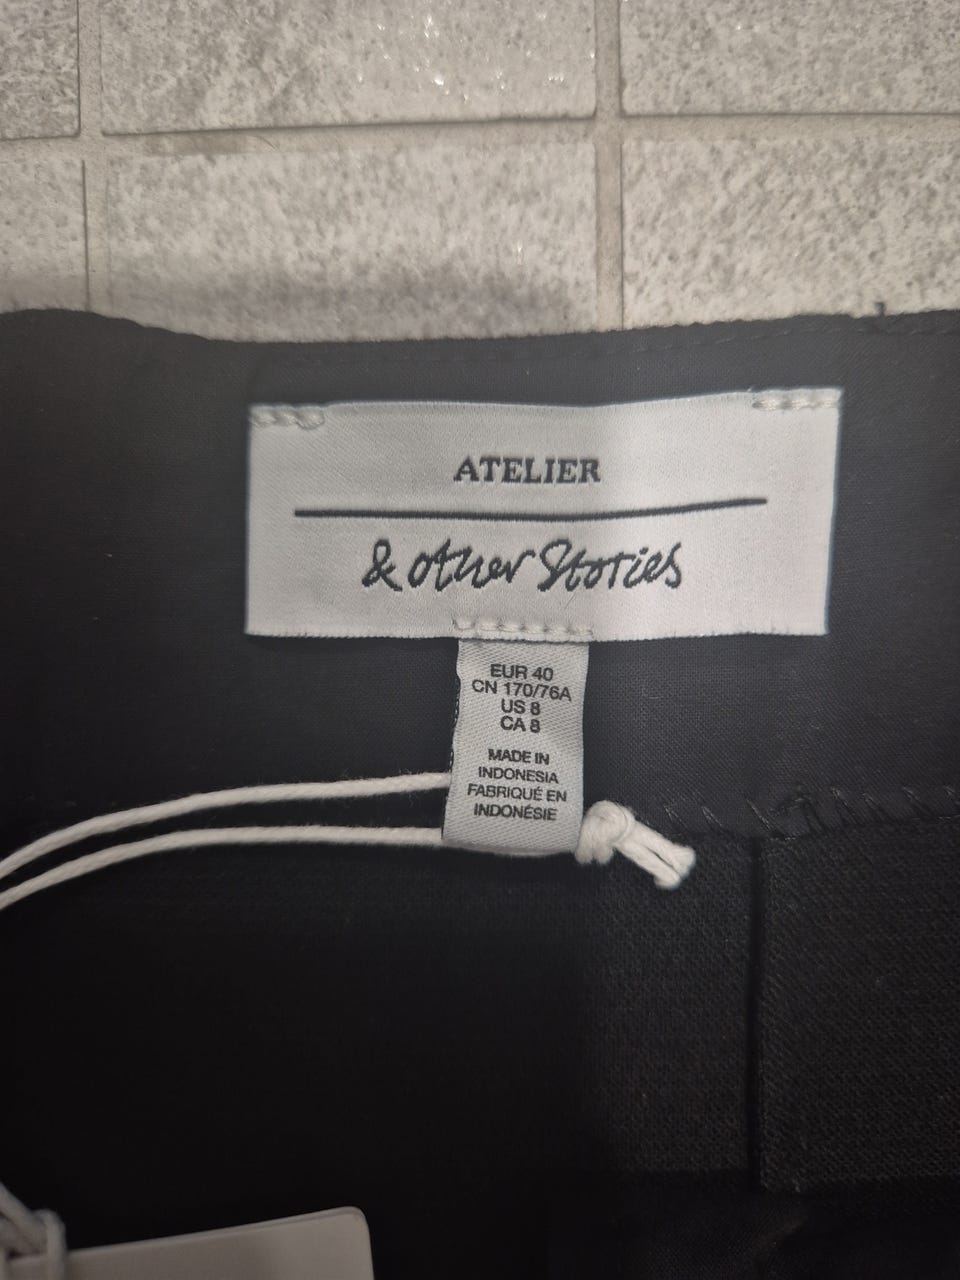 ATELIER
& other Stories
EUR 40
CN 170/76A
US 8
CA 8
MADE IN
INDONESIA
FABRIQUÉ EN
INDONÉSIE